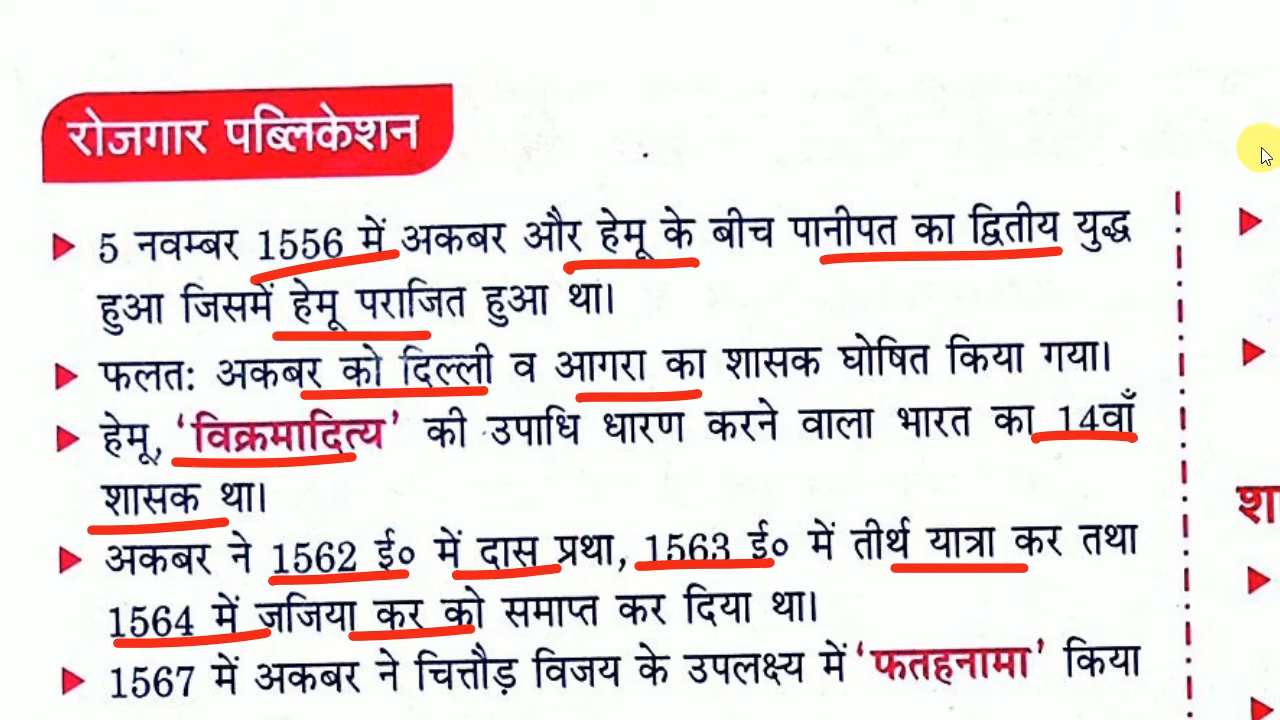 रोजगार पब्लिकेशन
5 नवम्बर 1556 में अकबर और हेमू के बीच पानीपत का द्वितीय युद्ध
हुआ जिसमें हेमू पराजित हुआ था।
फलत: अकबर को दिल्ली व आगरा का शासक घोषित किया गया।
हेमू, ‘विक्रमादित्य’ की उपाधि धारण करने वाला भारत का 14वाँ
शासक था।
अकबर ने 1562 ई० में दास प्रथा, 1563 ई० में तीर्थ यात्रा कर तथा
1564 में जजिया कर को समाप्त कर दिया था।
1567 में अकबर ने चित्तौड़ विजय के उपलक्ष्य में ‘फतहनामा’ किया
शा